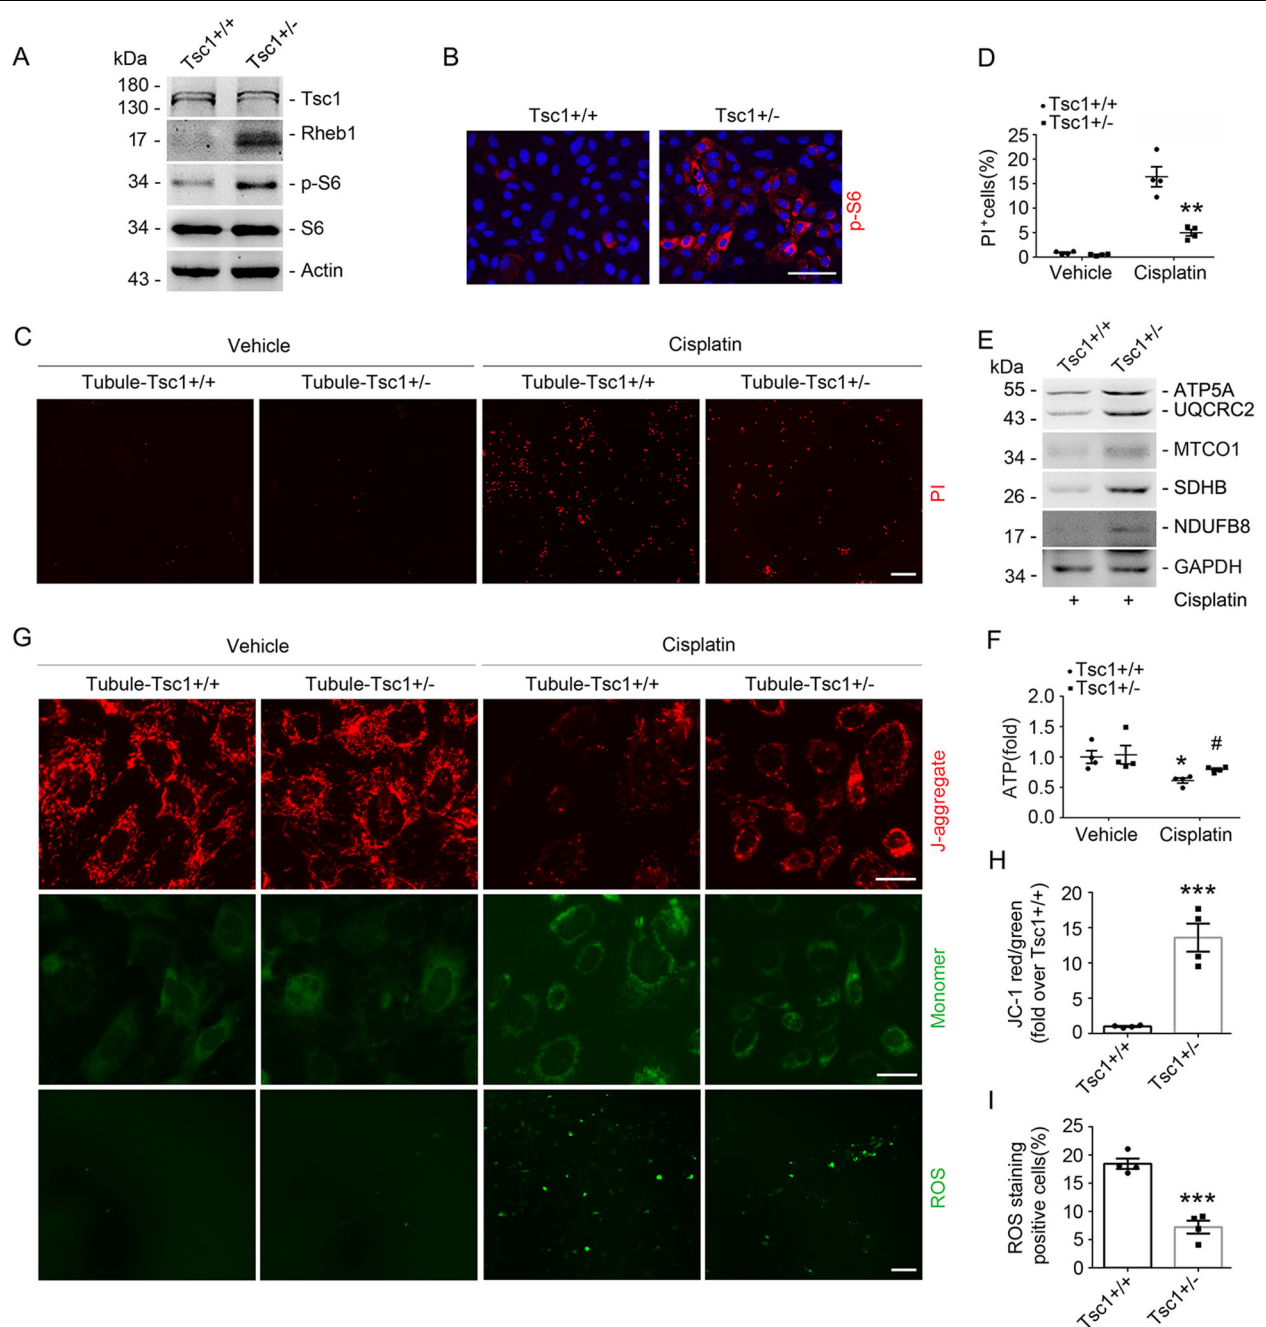 A
kDa
Tsc1+/+
Tsc1+/-
180 -
130 -
- Tsc1
17 -
- Rheb1
34 -
- p-S6
34 -
- S6
43 -
- Actin
B
Tsc1+/+
Tsc1+/-
p-S6
C
Vehicle
Cisplatin
Tubule-Tsc1+/+
Tubule-Tsc1+/-
Tubule-Tsc1+/+
Tubule-Tsc1+/-
PI
D
Tsc1+/+
Tsc1+/-
PI⁺cells(%)
25
20
15
10
5
0
**
Vehicle
Cisplatin
E
kDa
Tsc1+/+
Tsc1+/-
55 -
- ATP5A
43 -
- UQCRC2
34 -
- MTCO1
26 -
- SDHB
17 -
- NDUFB8
34 -
- GAPDH
+
+
Cisplatin
F
Tsc1+/+
Tsc1+/-
ATP(fold)
2.0
1.5
1.0
0.5
0.0
*
#
Vehicle
Cisplatin
G
Vehicle
Cisplatin
Tubule-Tsc1+/+
Tubule-Tsc1+/-
Tubule-Tsc1+/+
Tubule-Tsc1+/-
J-aggregate
Monomer
ROS
H
JC-1 red/green
(fold over Tsc1+/+)
20
15
10
5
0
***
Tsc1+/+
Tsc1+/-
I
ROS staining
positive cells(%)
25
20
15
10
5
0
***
Tsc1+/+
Tsc1+/-